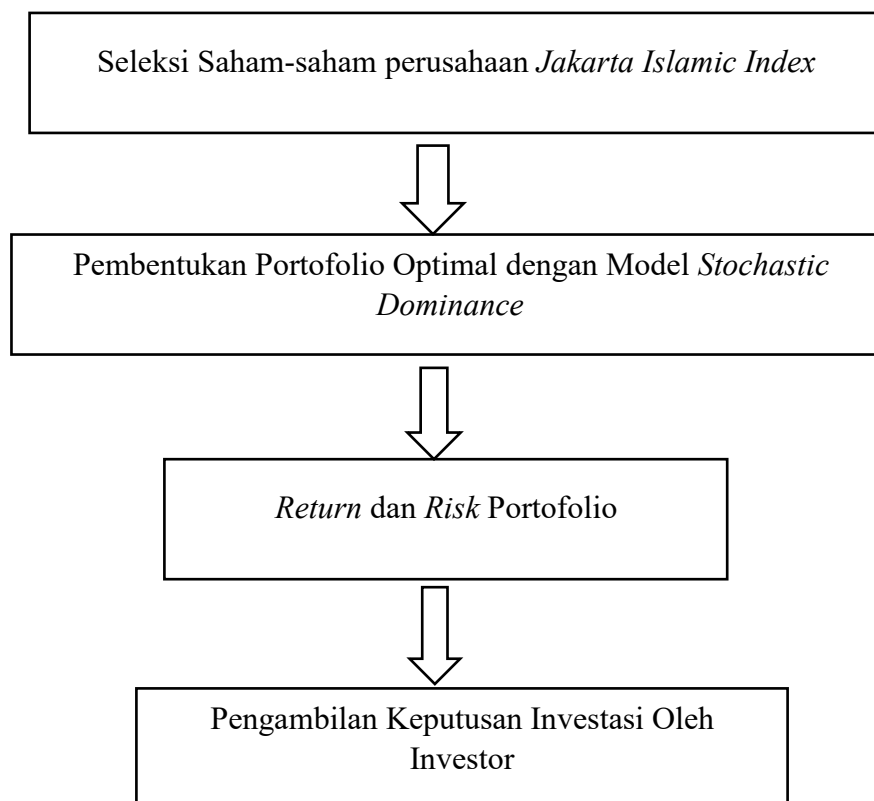 Seleksi Saham-saham perusahaan Jakarta Islamic Index
Pembentukan Portofolio Optimal dengan Model Stochastic
Dominance
Return dan Risk Portofolio
Pengambilan Keputusan Investasi Oleh
Investor